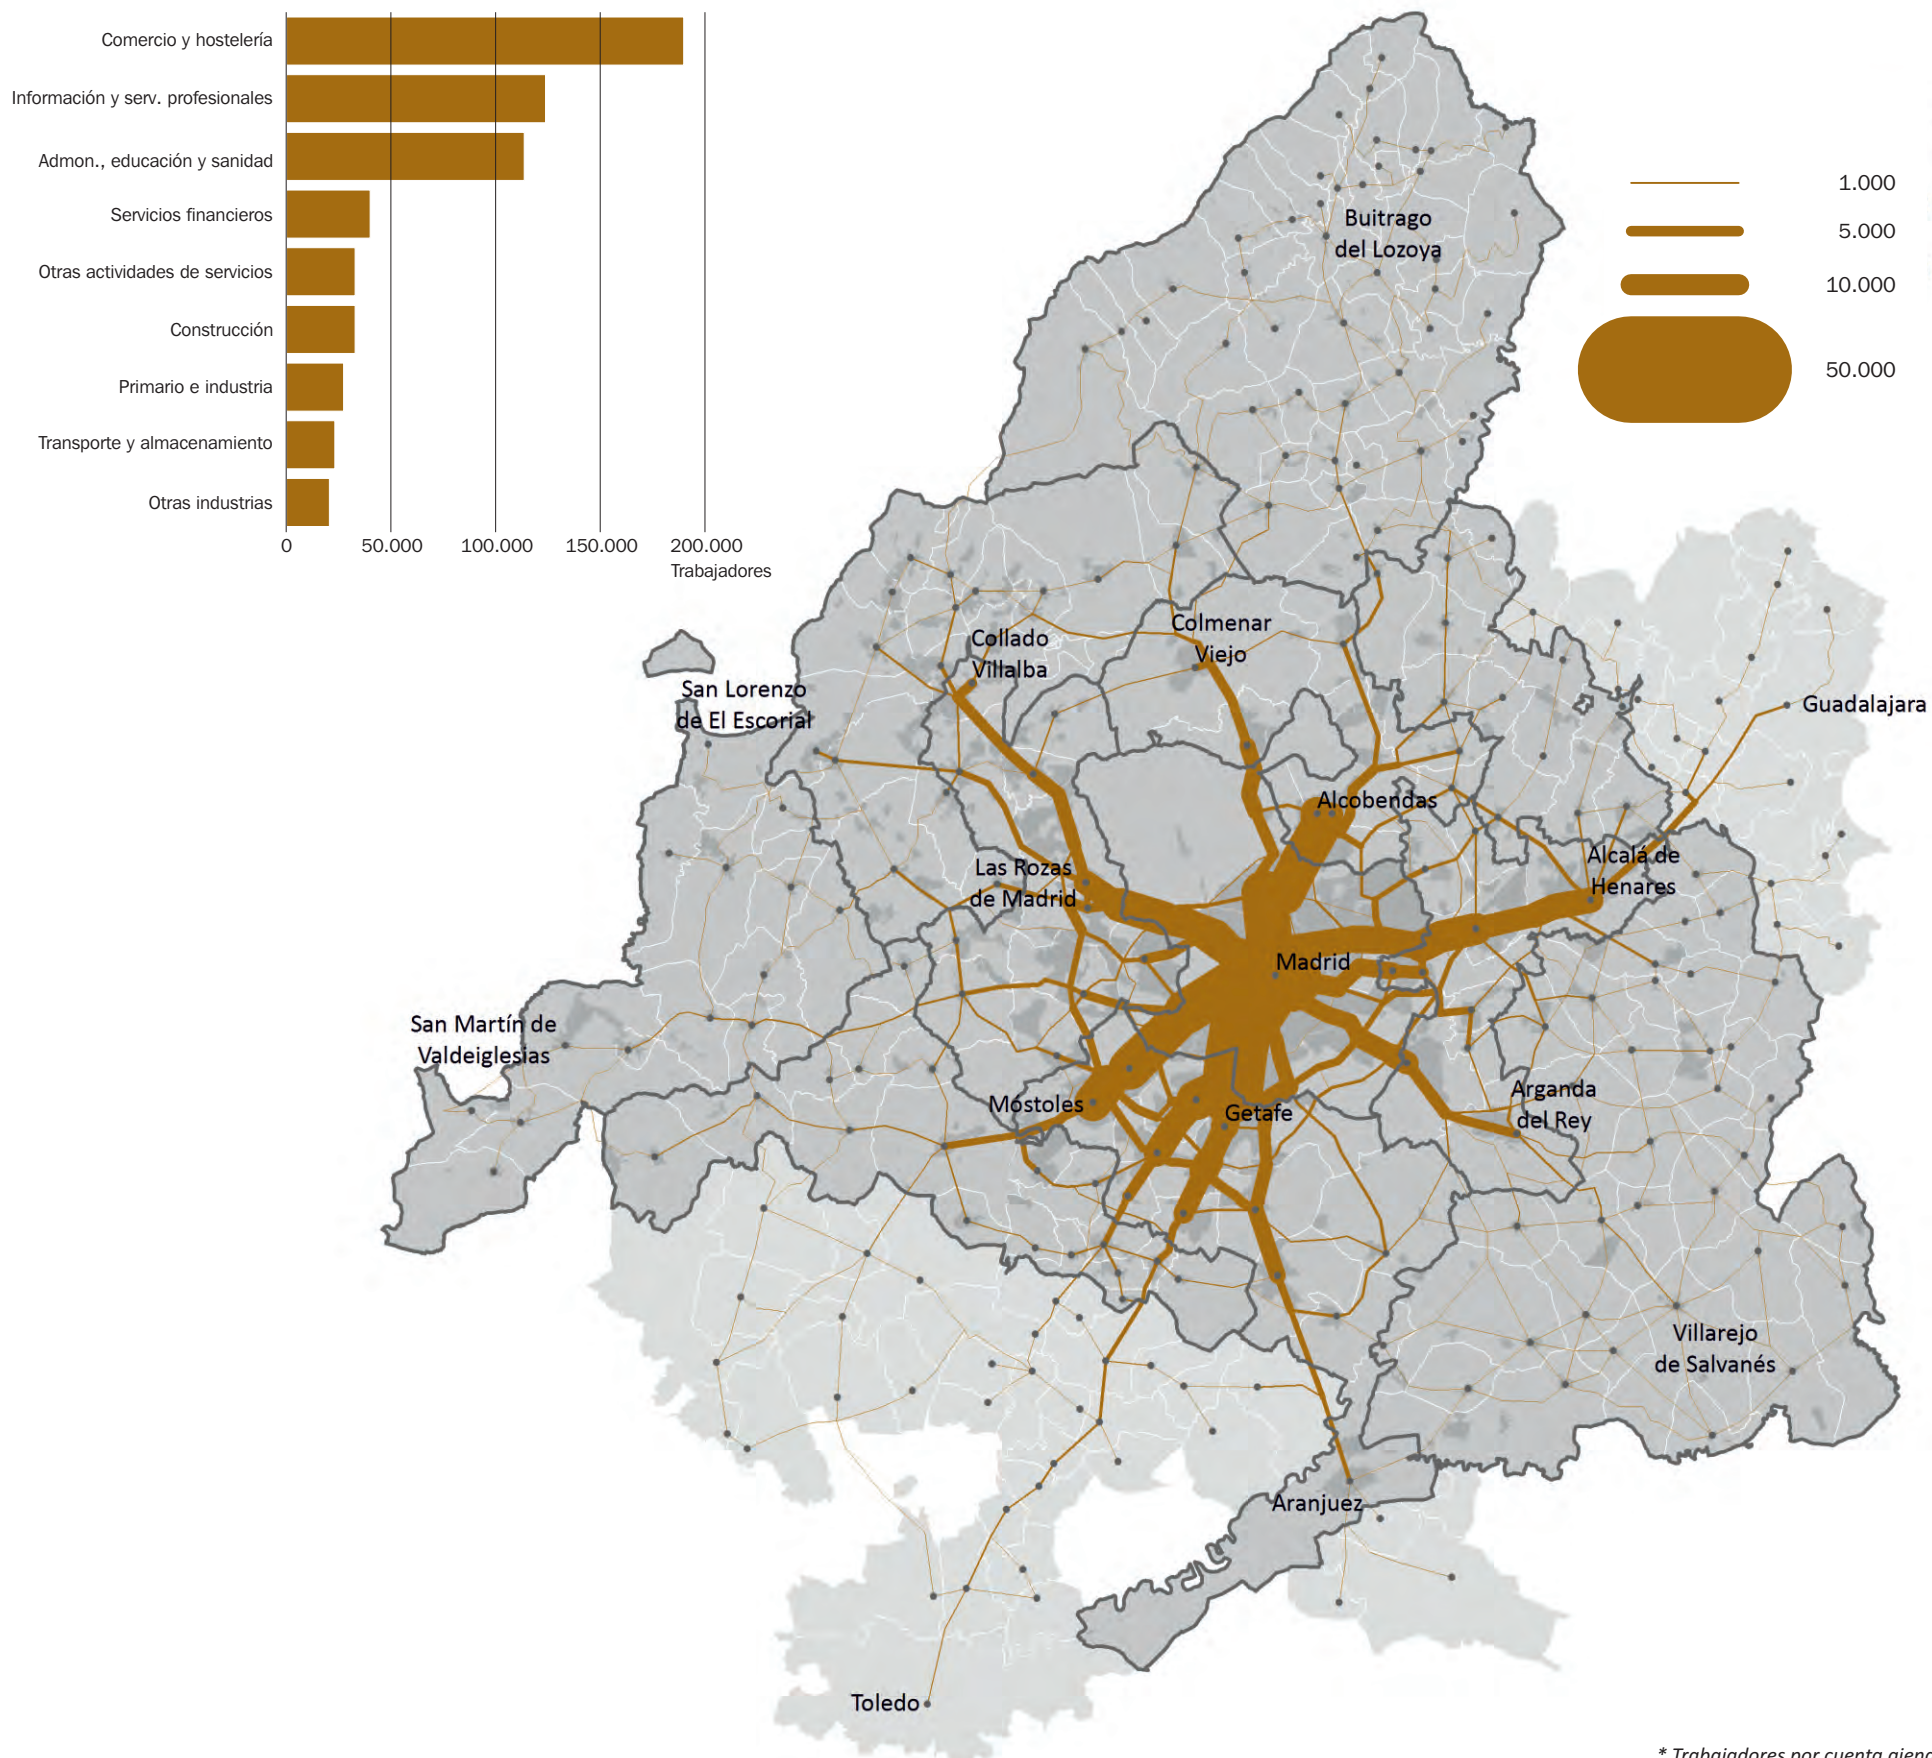 Comercio y hostelería
Información y serv. profesionales
Admon., educación y sanidad
Servicios financieros
Otras actividades de servicios
Construcción
Primario e industria
Transporte y almacenamiento
Otras industrias
0
50.000
100.000
150.000
200.000
Trabajadores
1.000
5.000
10.000
50.000
Buitrago
del Lozoya
Collado
Villalba
Colmenar
Viejo
San Lorenzo
de El Escorial
Guadalajara
Alcobendas
Las Rozas
de Madrid
Alcalá de
Henares
Madrid
San Martín de
Valdeiglesias
Móstoles
Getafe
Arganda
del Rey
Villarejo
de Salvanés
Aranjuez
Toledo
* Trabajadores por cuenta